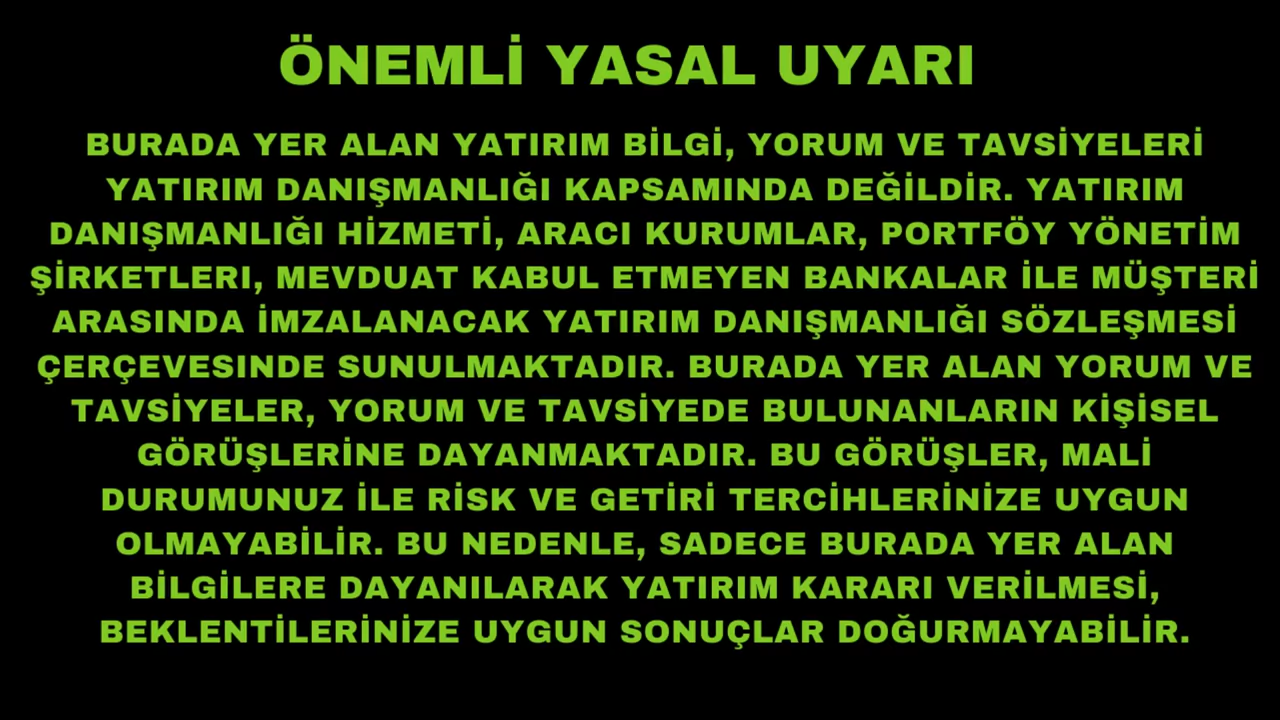 ÖNEMLİ YASAL UYARI
BURADA YER ALAN YATIRIM BİLGİ, YORUM VE TAVSİYELERİ
YATIRIM DANIŞMANLIĞI KAPSAMINDA DEĞİLDİR. YATIRIM
DANIŞMANLIĞI HİZMETİ, ARACI KURUMLAR, PORTFÖY YÖNETİM
ŞİRKETLERI, MEVDUAT KABUL ETMEYEN BANKALAR İLE MÜŞTERİ
ARASINDA İMZALANACAK YATIRIM DANIŞMANLIĞI SÖZLEŞMESİ
ÇERÇEVESINDE SUNULMAKTADIR. BURADA YER ALAN YORUM VE
TAVSİYELER, YORUM VE TAVSİYEDE BULUNANLARIN KİŞİSEL
GÖRÜŞLERİNE DAYANMAKTADIR. BU GÖRÜŞLER, MALİ
DURUMUNUZ İLE RİSK VE GETİRİ TERCİHLERİNİZE UYGUN
OLMAYABİLİR. BU NEDENLE, SADECE BURADA YER ALAN
BİLGİLERE DAYANILARAK YATIRIM KARARI VERİLMESİ,
BEKLENTİLERİNİZE UYGUN SONUÇLAR DOĞURMAYABİLİR.